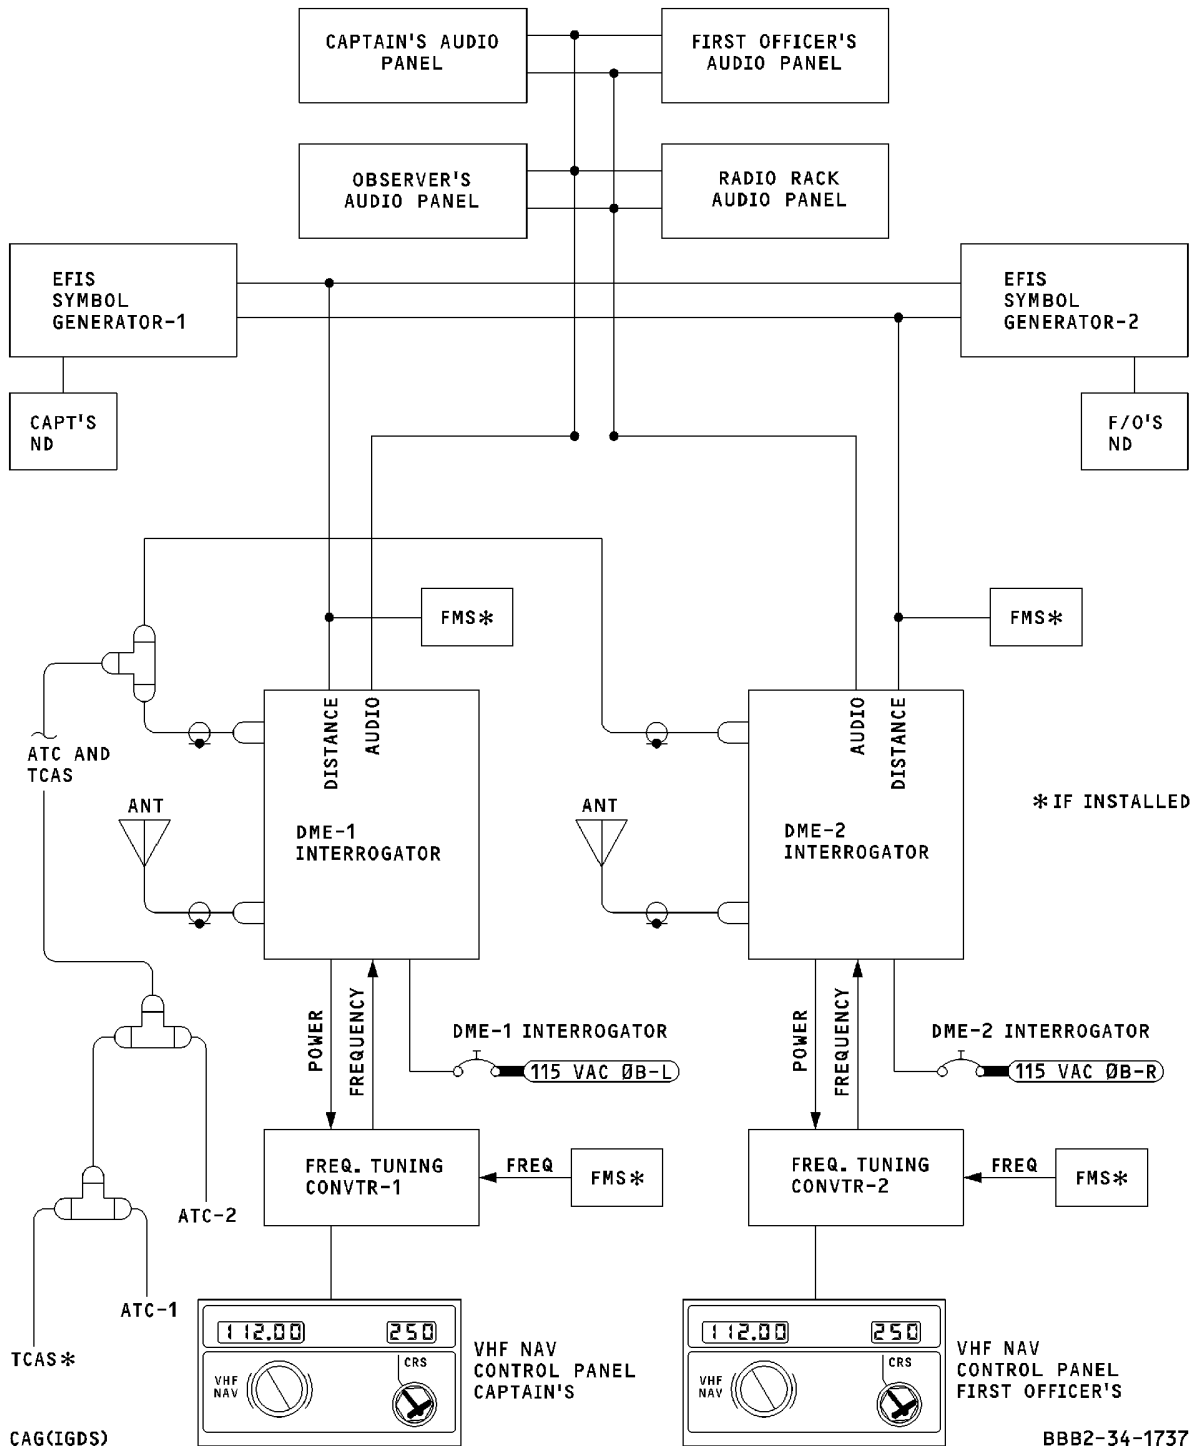 CAPTAIN'S AUDIO
PANEL
FIRST OFFICER'S
AUDIO PANEL
OBSERVER'S
AUDIO PANEL
RADIO RACK
AUDIO PANEL
EFIS
SYMBOL
GENERATOR-1
EFIS
SYMBOL
GENERATOR-2
CAPT'S
ND
F/O'S
ND
FMS*
FMS*
DISTANCE
AUDIO
AUDIO
DISTANCE
ATC AND
TCAS
ANT
ANT
*IF INSTALLED
DME-1
INTERROGATOR
DME-2
INTERROGATOR
POWER
FREQUENCY
DME-1 INTERROGATOR
115 VAC ØB-L
POWER
FREQUENCY
DME-2 INTERROGATOR
115 VAC ØB-R
FREQ. TUNING
CONVTR-1
FREQ
FMS*
FREQ. TUNING
CONVTR-2
FREQ
FMS*
ATC-2
ATC-1
TCAS*
112.00
250
VHF
NAV
CRS
VHF NAV
CONTROL PANEL
CAPTAIN'S
112.00
250
VHF
NAV
CRS
VHF NAV
CONTROL PANEL
FIRST OFFICER'S
CAG(IGDS)
BBB2-34-1737